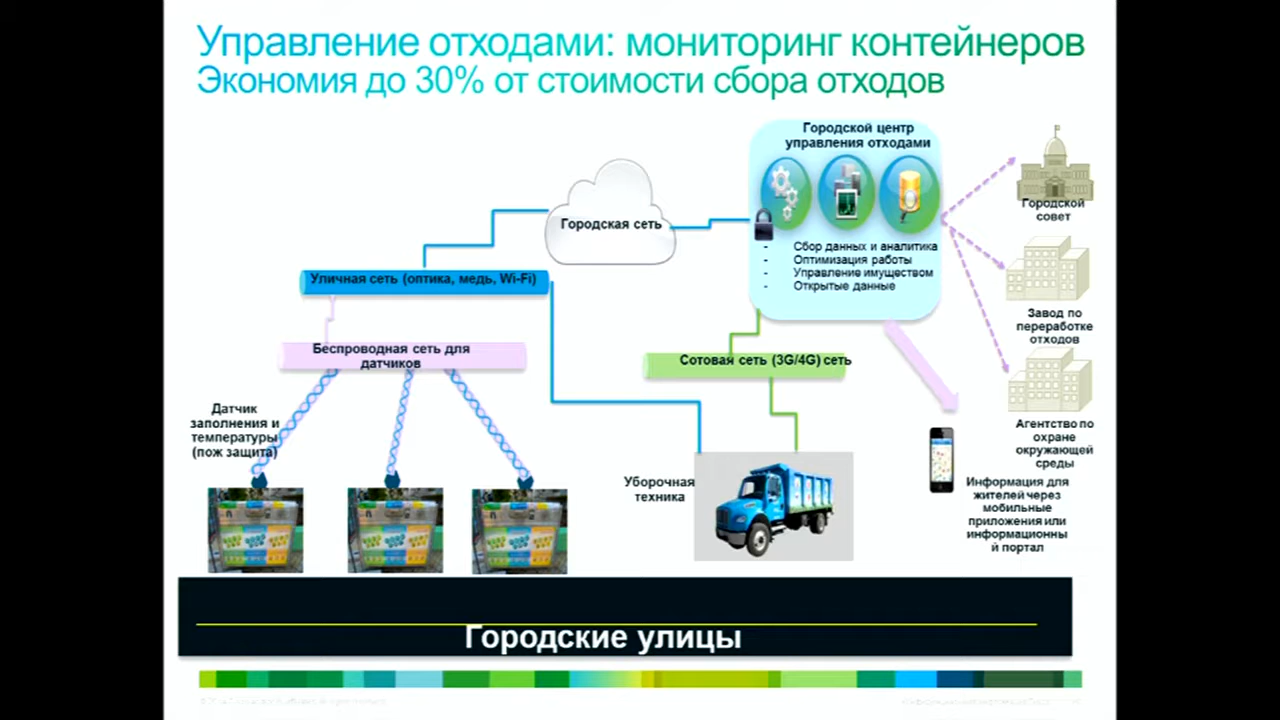 Управление отходами: мониторинг контейнеров
Экономия до 30% от стоимости сбора отходов
Городской центр
управления отходами
- Сбор данных и аналитика
- Оптимизация работы
- Управление имуществом
- Открытые данные
Городская сеть
Уличная сеть (оптика, медь, Wi-Fi)
Беспроводная сеть для
датчиков
Сотовая сеть (3G/4G) сеть
Датчик
заполнения и
температуры
(пож защита)
Уборочная
техника
Городской
совет
Завод по
переработке
отходов
Агентство по
охране
окружающей
среды
Информация для
жителей через
мобильные
приложения или
информационны
й портал
Городские улицы